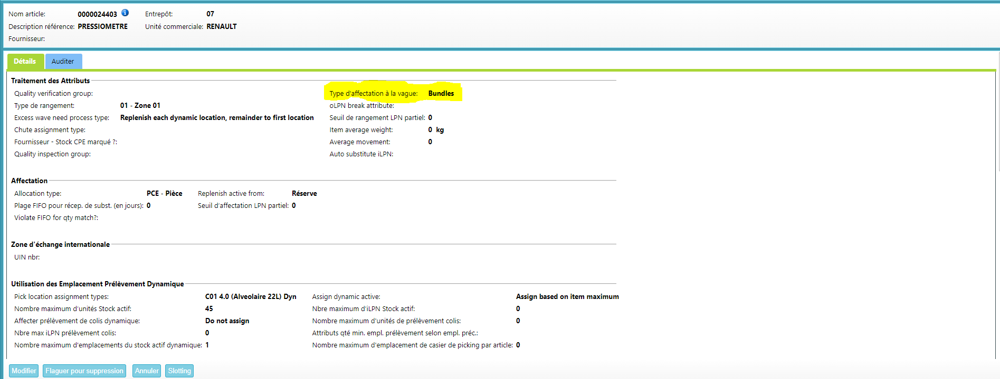 Nom article: 0000024403 Entrepôt: 07
Description référence: PRESSIOMETRE Unité commerciale: RENAULT
Fournisseur:
Détails Auditer
Traitement des Attributs
Quality verification group: Type d'affectation à la vague: Bundles
Type de rangement: 01 - Zone 01 oLPN break attribute:
Excess wave need process type: Replenish each dynamic location, remainder to first location Seuil de rangement LPN partiel: 0
Chute assignment type: Item average weight: 0 kg
Fournisseur - Stock CPE marqué ?: Average movement: 0
Quality inspection group: Auto substitute iLPN:
Affectation
Allocation type: PCE - Pièce Replenish active from: Réserve
Plage FIFO pour récep. de subst. (en jours): 0 Seuil d'affectation LPN partiel: 0
Violate FIFO for qty match?:
Zone d'échange internationale
UIN nbr:
Utilisation des Emplacement Prélèvement Dynamique
Pick location assignment types: C01 4.0 (Alveolaire 22L) Dyn Assign dynamic active: Assign based on item maximum
Nombre maximum d'unités Stock actif: 45 Nbre maximum d'iLPN Stock actif: 0
Affecter prélèvement de colis dynamique: Do not assign Nombre maximum d'unités de prélèvement colis: 0
Nbre max iLPN prélèvement colis: 0 Attributs qté min. empl. prélèvement selon empl. préc.:
Nombre maximum d'emplacements du stock actif dynamique: 1 Nombre maximum d'emplacement de casier de picking par article: 0
Modifier Flaguer pour suppression Annuler Slotting